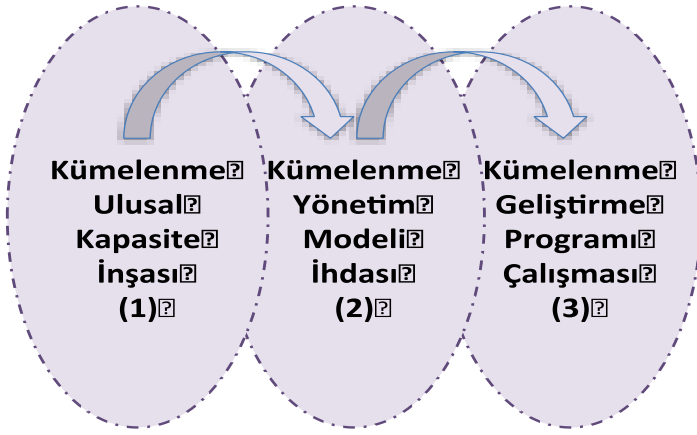 Kümelenme
Ulusal
Kapasite
İnşası
(1)
Kümelenme
Yönetim
Modeli
İhdası
(2)
Kümelenme
Geliştirme
Programı
Çalışması
(3)